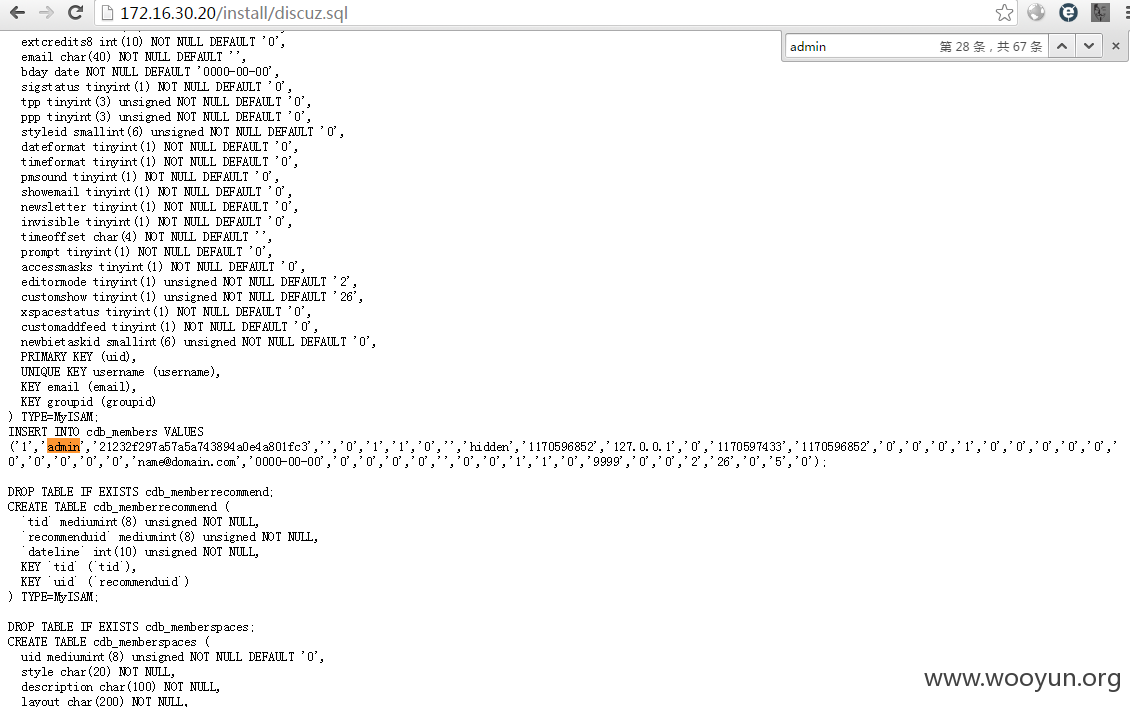 172.16.30.20/install/discuz.sql
admin
第 28 条，共 67 条
extcredits8 int(10) NOT NULL DEFAULT '0',
email char(40) NOT NULL DEFAULT '',
bday date NOT NULL DEFAULT '0000-00-00',
sigstatus tinyint(1) NOT NULL DEFAULT '0',
tpp tinyint(3) unsigned NOT NULL DEFAULT '0',
ppp tinyint(3) unsigned NOT NULL DEFAULT '0',
styleid smallint(6) unsigned NOT NULL DEFAULT '0',
dateformat tinyint(1) NOT NULL DEFAULT '0',
timeformat tinyint(1) NOT NULL DEFAULT '0',
pmsound tinyint(1) NOT NULL DEFAULT '0',
showemail tinyint(1) NOT NULL DEFAULT '0',
newsletter tinyint(1) NOT NULL DEFAULT '0',
invisible tinyint(1) NOT NULL DEFAULT '0',
timeoffset char(4) NOT NULL DEFAULT '',
prompt tinyint(1) NOT NULL DEFAULT '0',
accessmasks tinyint(1) NOT NULL DEFAULT '0',
editormode tinyint(1) unsigned NOT NULL DEFAULT '2',
customshow tinyint(1) unsigned NOT NULL DEFAULT '26',
xspacestatus tinyint(1) NOT NULL DEFAULT '0',
customaddfeed tinyint(1) NOT NULL DEFAULT '0',
newbietaskid smallint(6) unsigned NOT NULL DEFAULT '0',
PRIMARY KEY (uid),
UNIQUE KEY username (username),
KEY email (email),
KEY groupid (groupid)
) TYPE=MyISAM;
INSERT INTO cdb_members VALUES
('1','admin','21232f297a57a5a743894a0e4a801fc3','','0','1','1','0','','hidden','1170596852','127.0.0.1','0','1170597433','1170596852','0','0','0','1','0','0','0','0','0','
0','0','0','0','0','name@domain.com','0000-00-00','0','0','0','0','','0','0','1','1','0','9999','0','0','2','26','0','5','0');
DROP TABLE IF EXISTS cdb_memberrecommend;
CREATE TABLE cdb_memberrecommend (
`tid` mediumint(8) unsigned NOT NULL,
`recommenduid` mediumint(8) unsigned NOT NULL,
`dateline` int(10) unsigned NOT NULL,
KEY `tid` (`tid`),
KEY `uid` (`recommenduid`)
) TYPE=MyISAM;
DROP TABLE IF EXISTS cdb_memberspaces;
CREATE TABLE cdb_memberspaces (
uid mediumint(8) unsigned NOT NULL DEFAULT '0',
style char(20) NOT NULL,
description char(100) NOT NULL,
layout char(200) NOT NULL,
www.wooyun.org